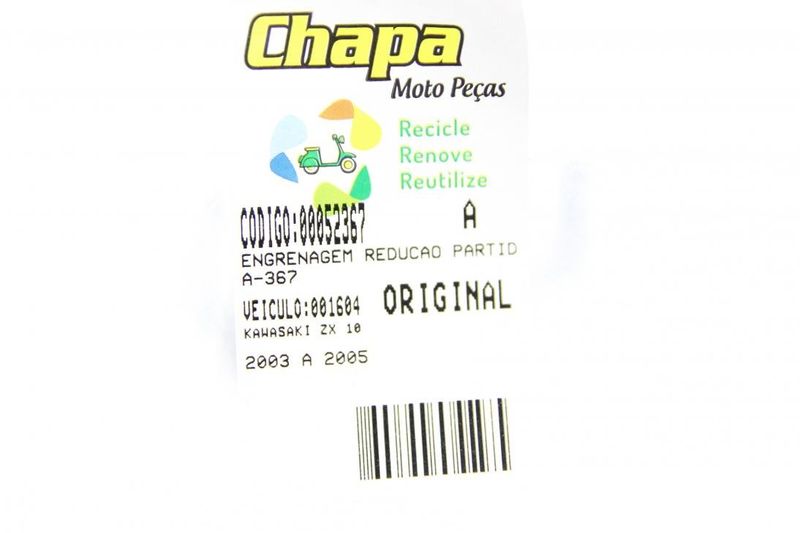 Chapa
Moto Peças
Recicle
Renove
Reutilize
CODIGO:00052367 A
ENGRENAGEM REDUCAO PARTID
A-367
VEICULO:001604 ORIGINAL
KAWASAKI ZX 10
2003 A 2005